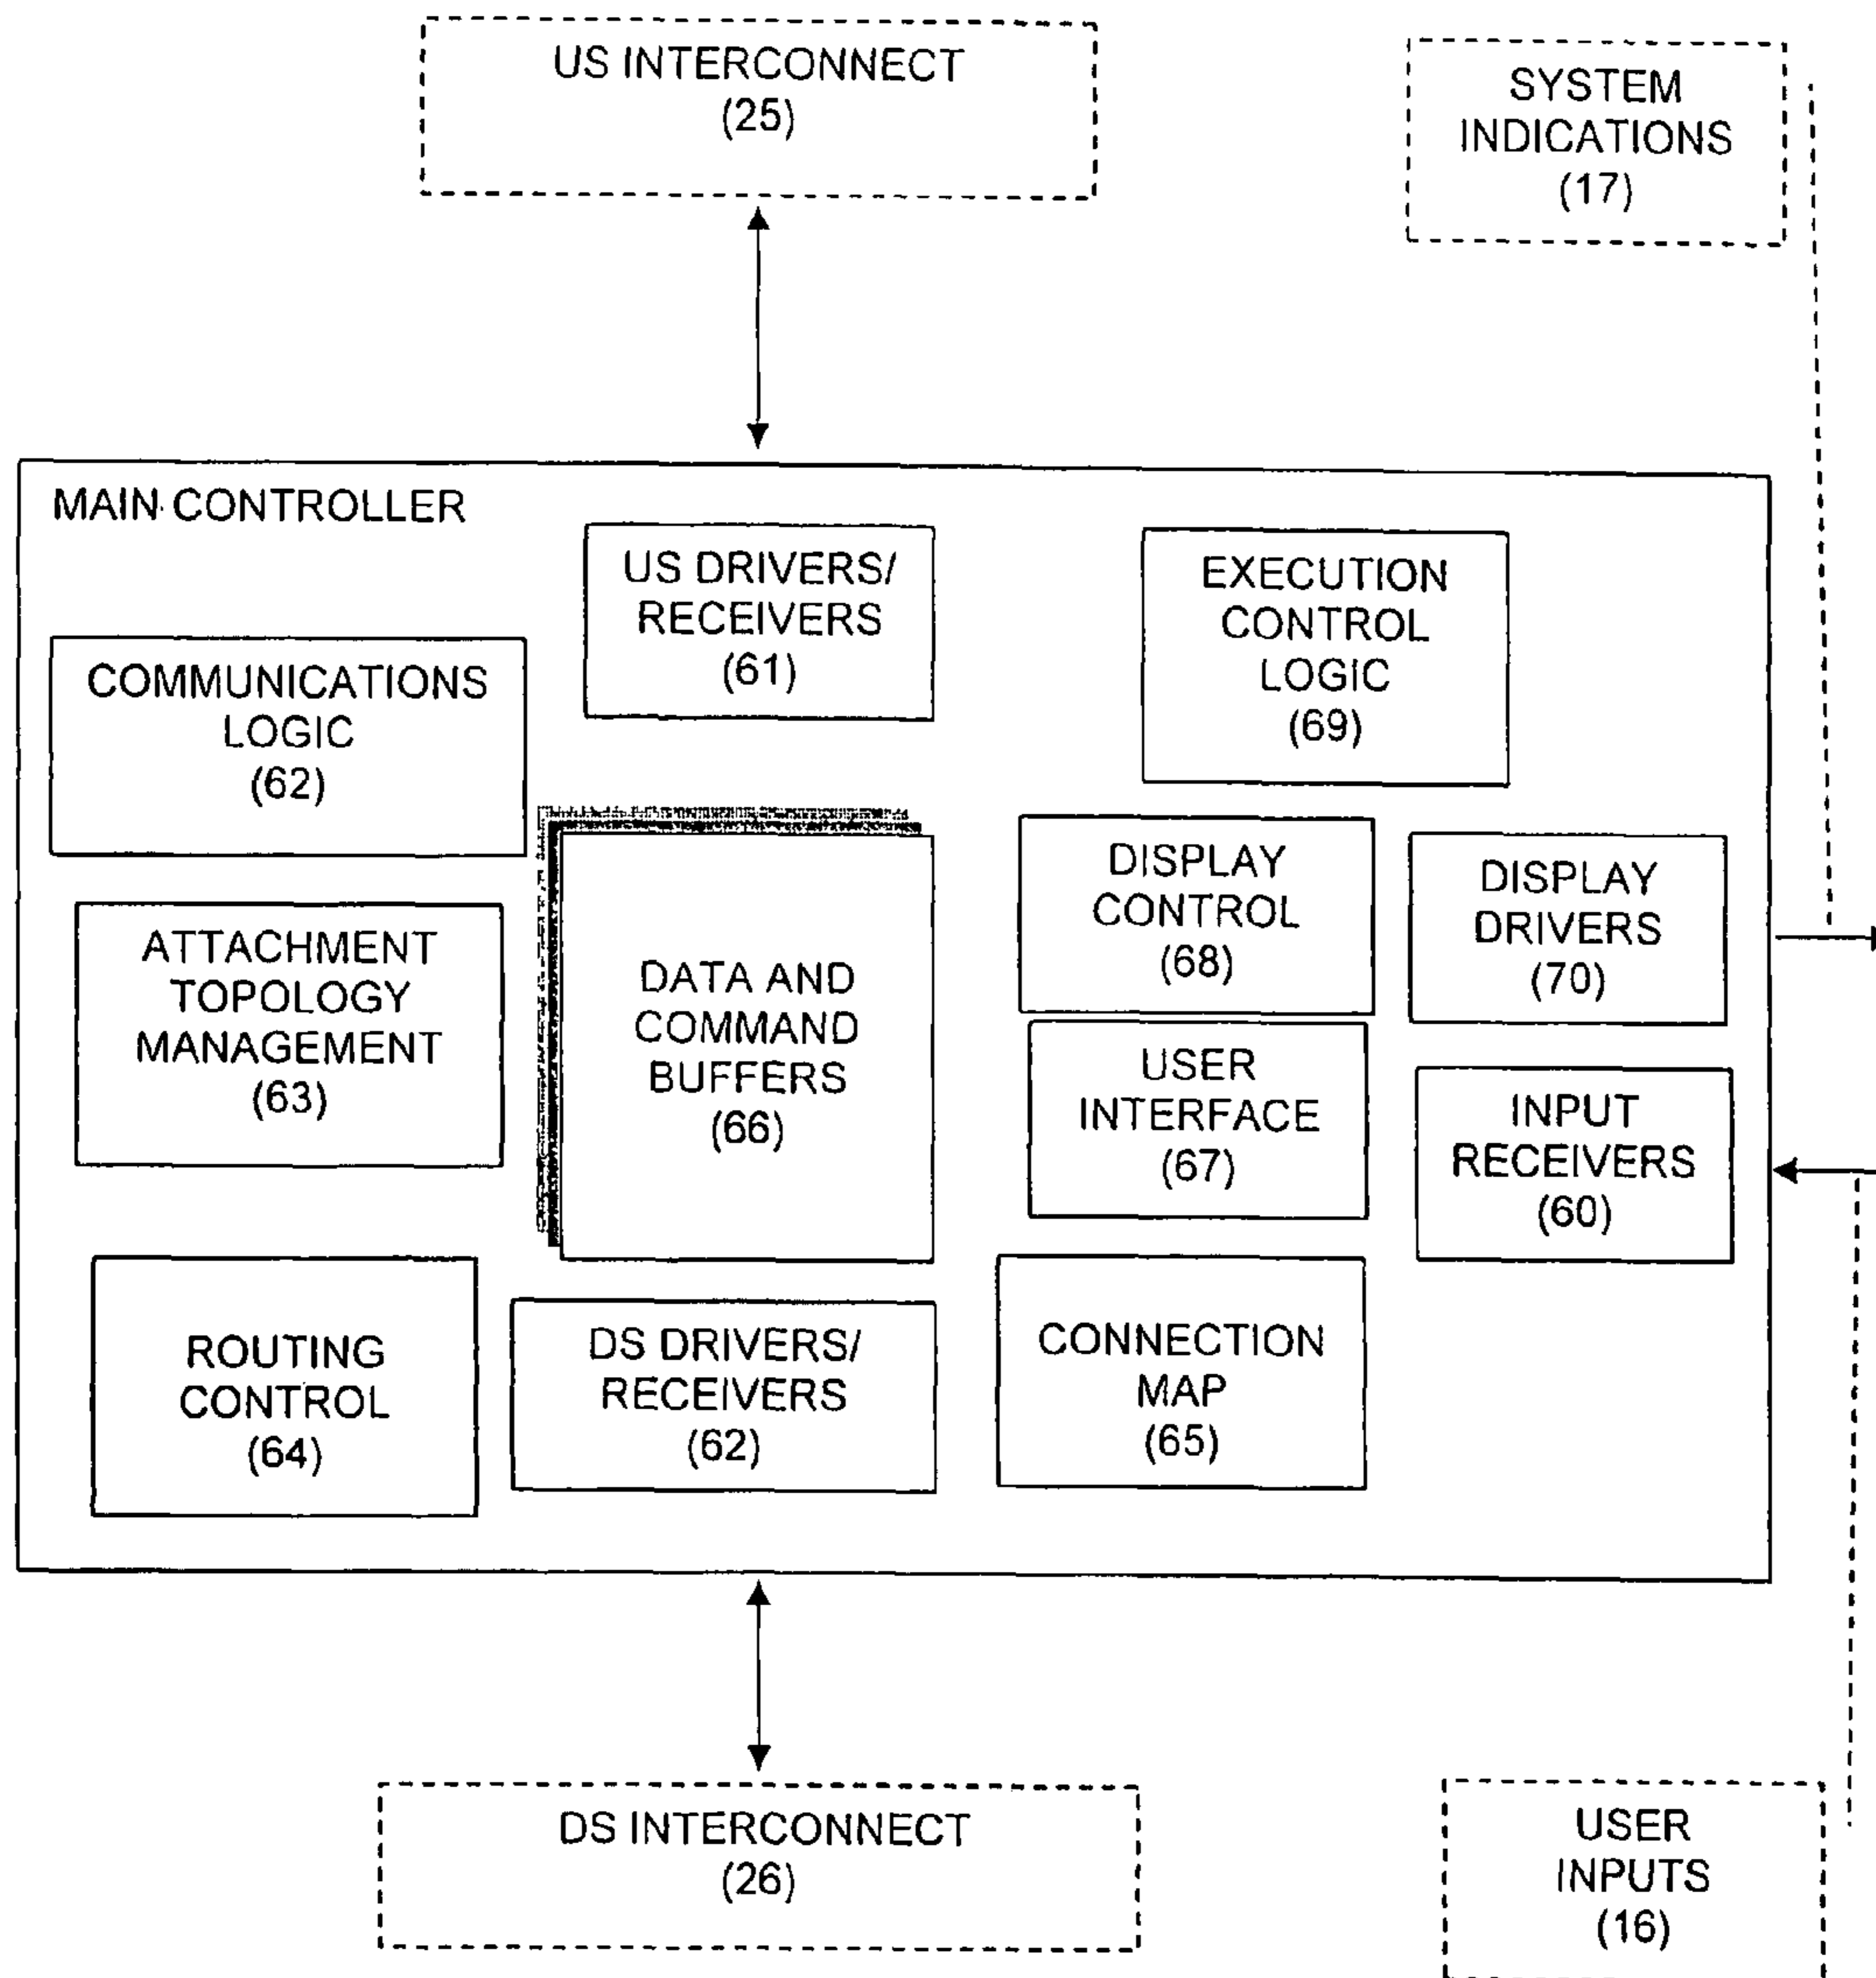 US INTERCONNECT
(25)
SYSTEM
INDICATIONS
(17)
MAIN CONTROLLER
US DRIVERS/
RECEIVERS
(61)
EXECUTION
CONTROL
LOGIC
(69)
COMMUNICATIONS
LOGIC
(62)
DISPLAY
CONTROL
(68)
DISPLAY
DRIVERS
(70)
ATTACHMENT
TOPOLOGY
MANAGEMENT
(63)
DATA AND
COMMAND
BUFFERS
(66)
USER
INTERFACE
(67)
INPUT
RECEIVERS
(60)
ROUTING
CONTROL
(64)
DS DRIVERS/
RECEIVERS
(62)
CONNECTION
MAP
(65)
DS INTERCONNECT
(26)
USER
INPUTS
(16)